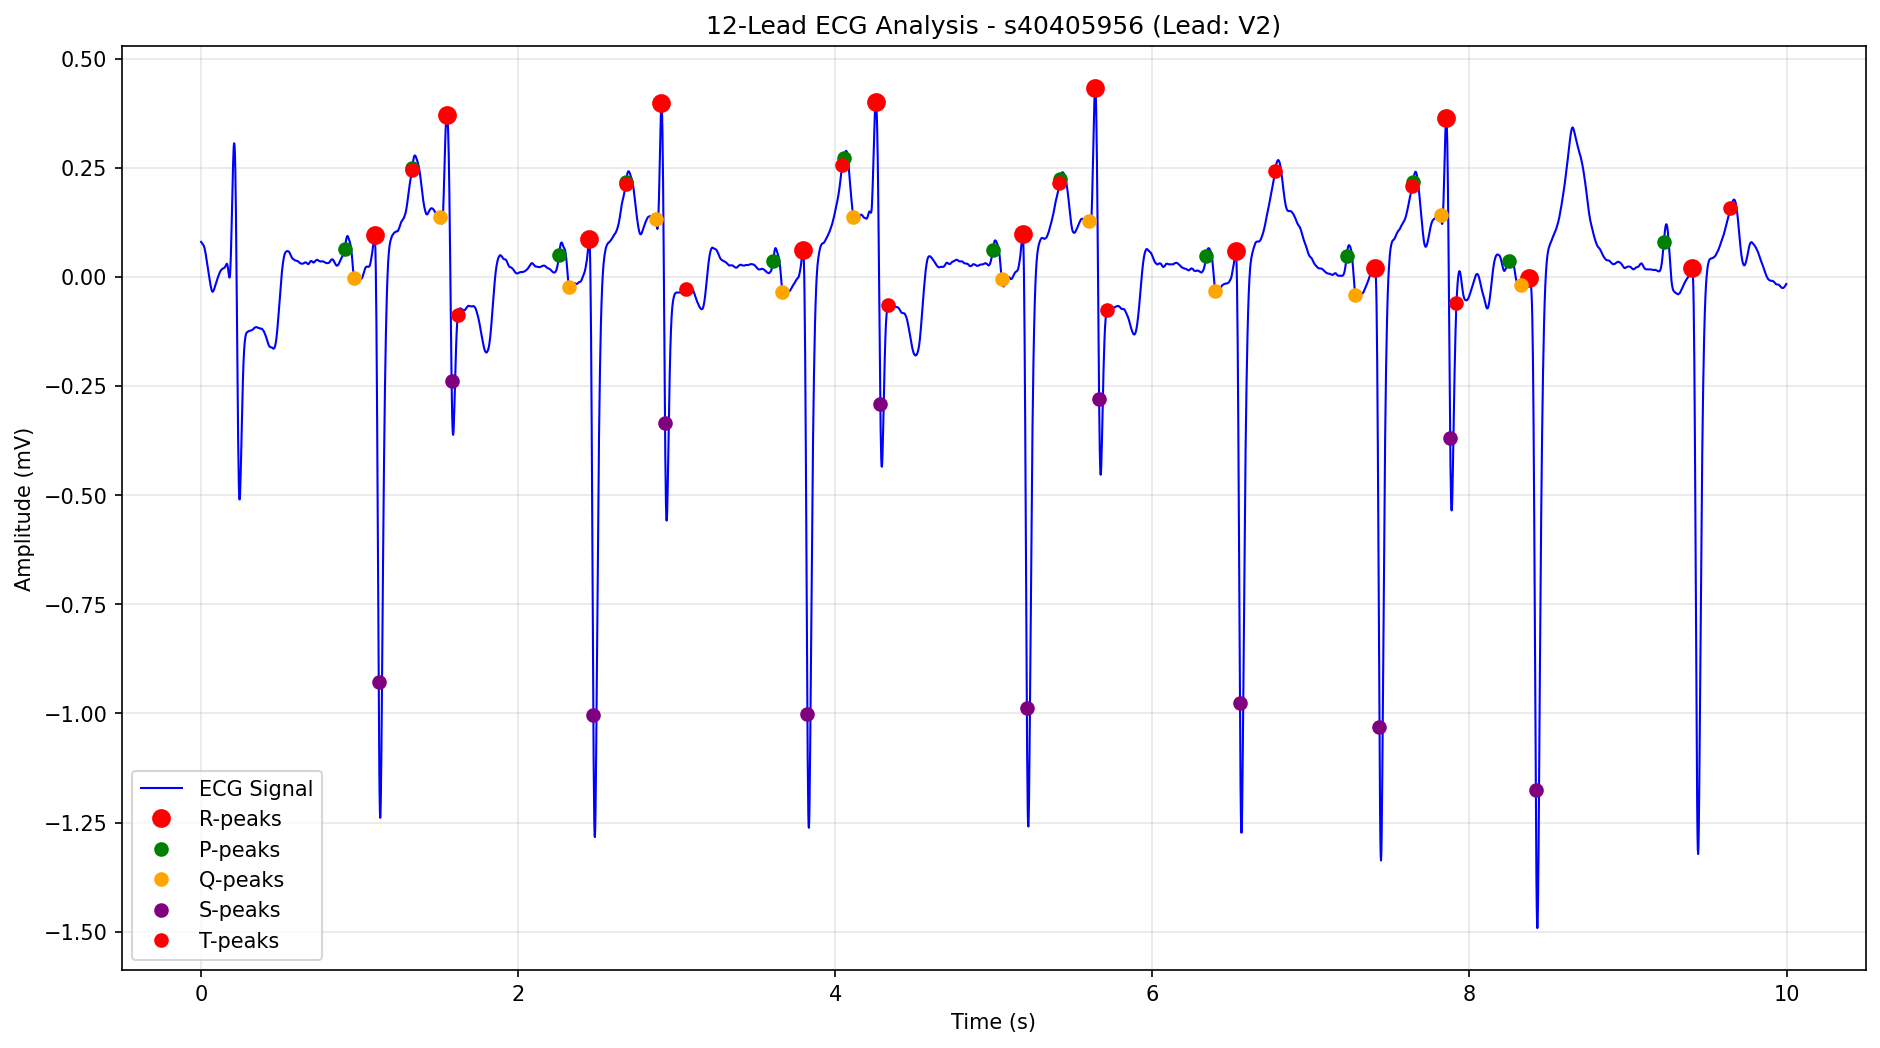 12-Lead ECG Analysis - s40405956 (Lead: V2)
0.50
0.25
0.00
−0.25
−0.50
−0.75
−1.00
−1.25
−1.50
Amplitude (mV)
ECG Signal
R-peaks
P-peaks
Q-peaks
S-peaks
T-peaks
0 2 4 6 8 10
Time (s)